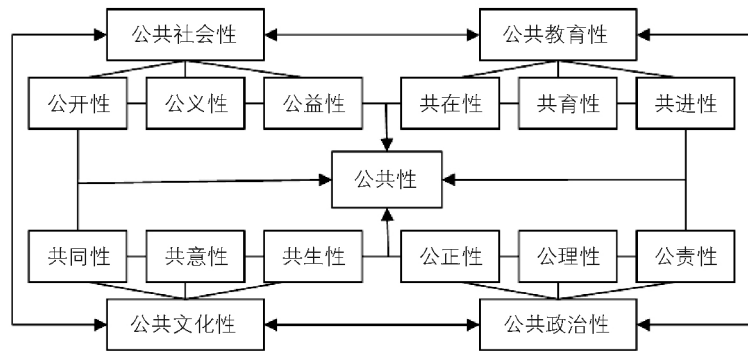 公共社会性
公共教育性
公开性
公义性
公益性
共在性
共育性
共进性
公共性
共同性
共意性
共生性
公正性
公理性
公责性
公共文化性
公共政治性